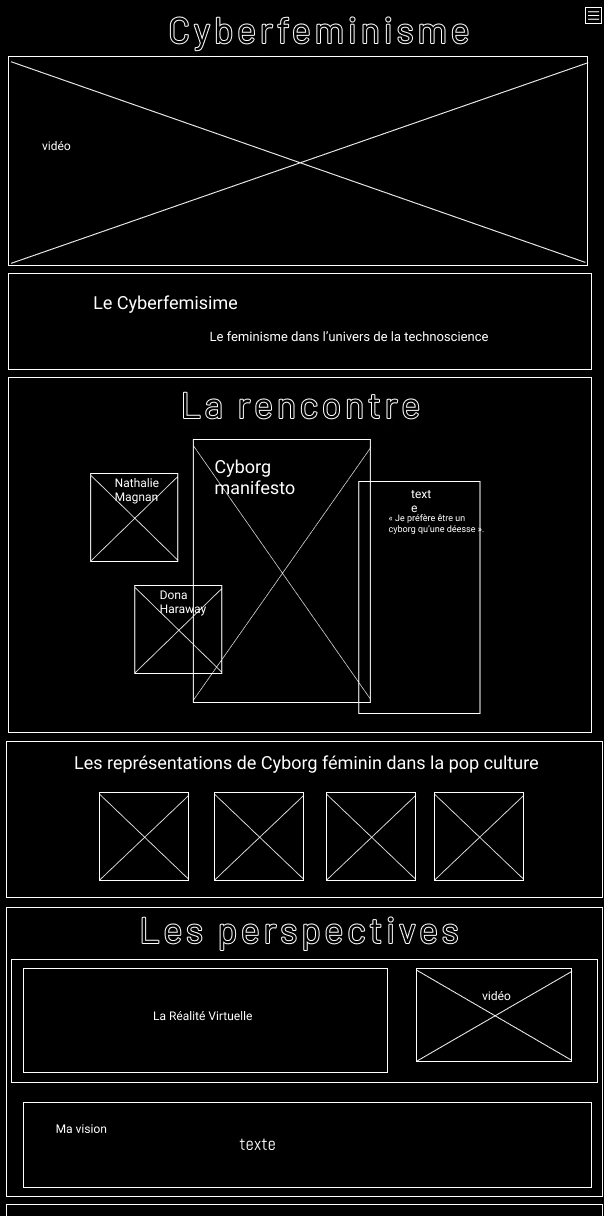 Cyberfeminisme
vidéo
Le Cyberfemisime
Le feminisme dans l'univers de la technoscience
La rencontre
Cyborg
manifesto
Nathalie
Magnan
text
e
« Je préfère être un
cyborg qu'une déesse ».
Dona
Haraway
Les représentations de Cyborg féminin dans la pop culture
Les perspectives
La Réalité Virtuelle
vidéo
Ma vision
texte